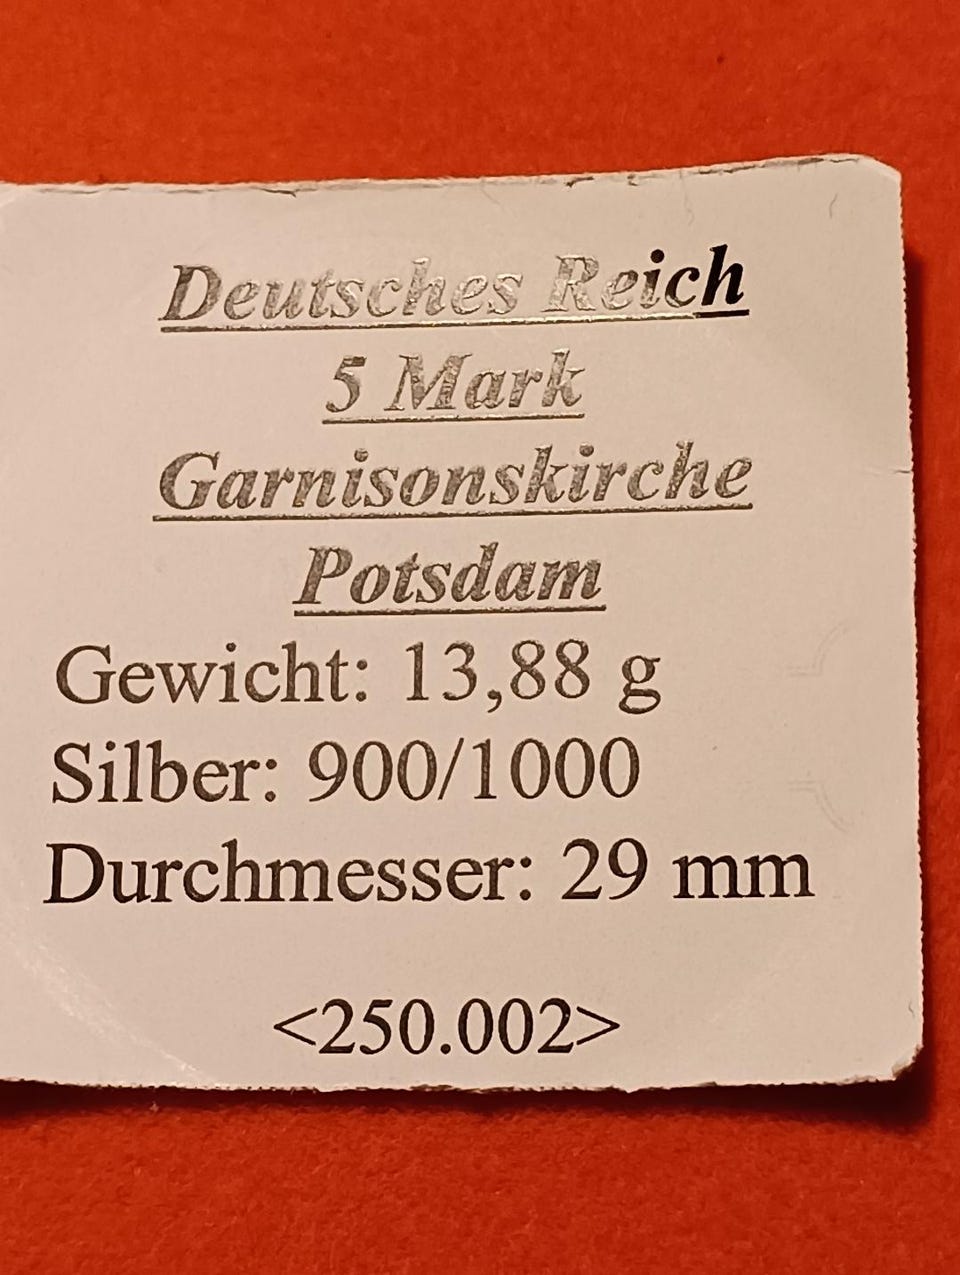 Deutsches Reich
5 Mark
Garnisonskirche
Potsdam
Gewicht: 13,88 g
Silber: 900/1000
Durchmesser: 29 mm
<250.002>